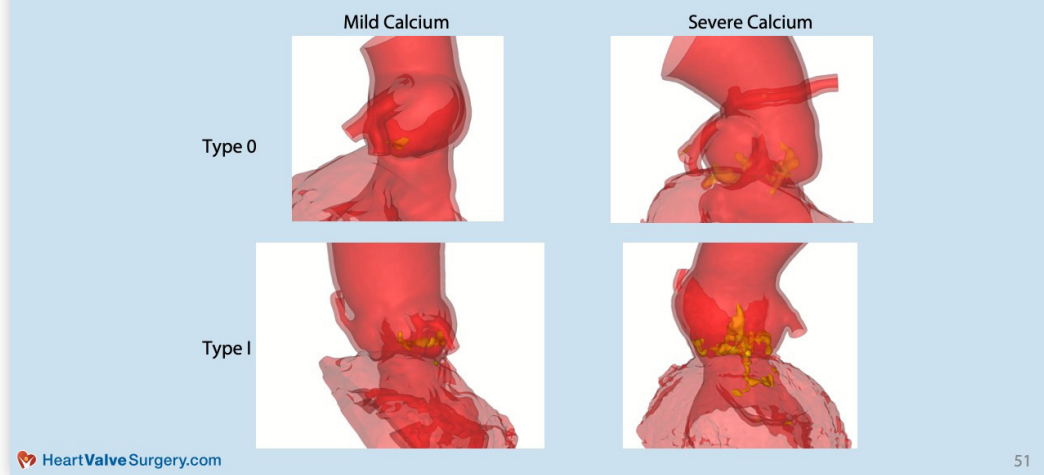 Mild Calcium
Severe Calcium
Type 0
Type I
HeartValveSurgery.com
51